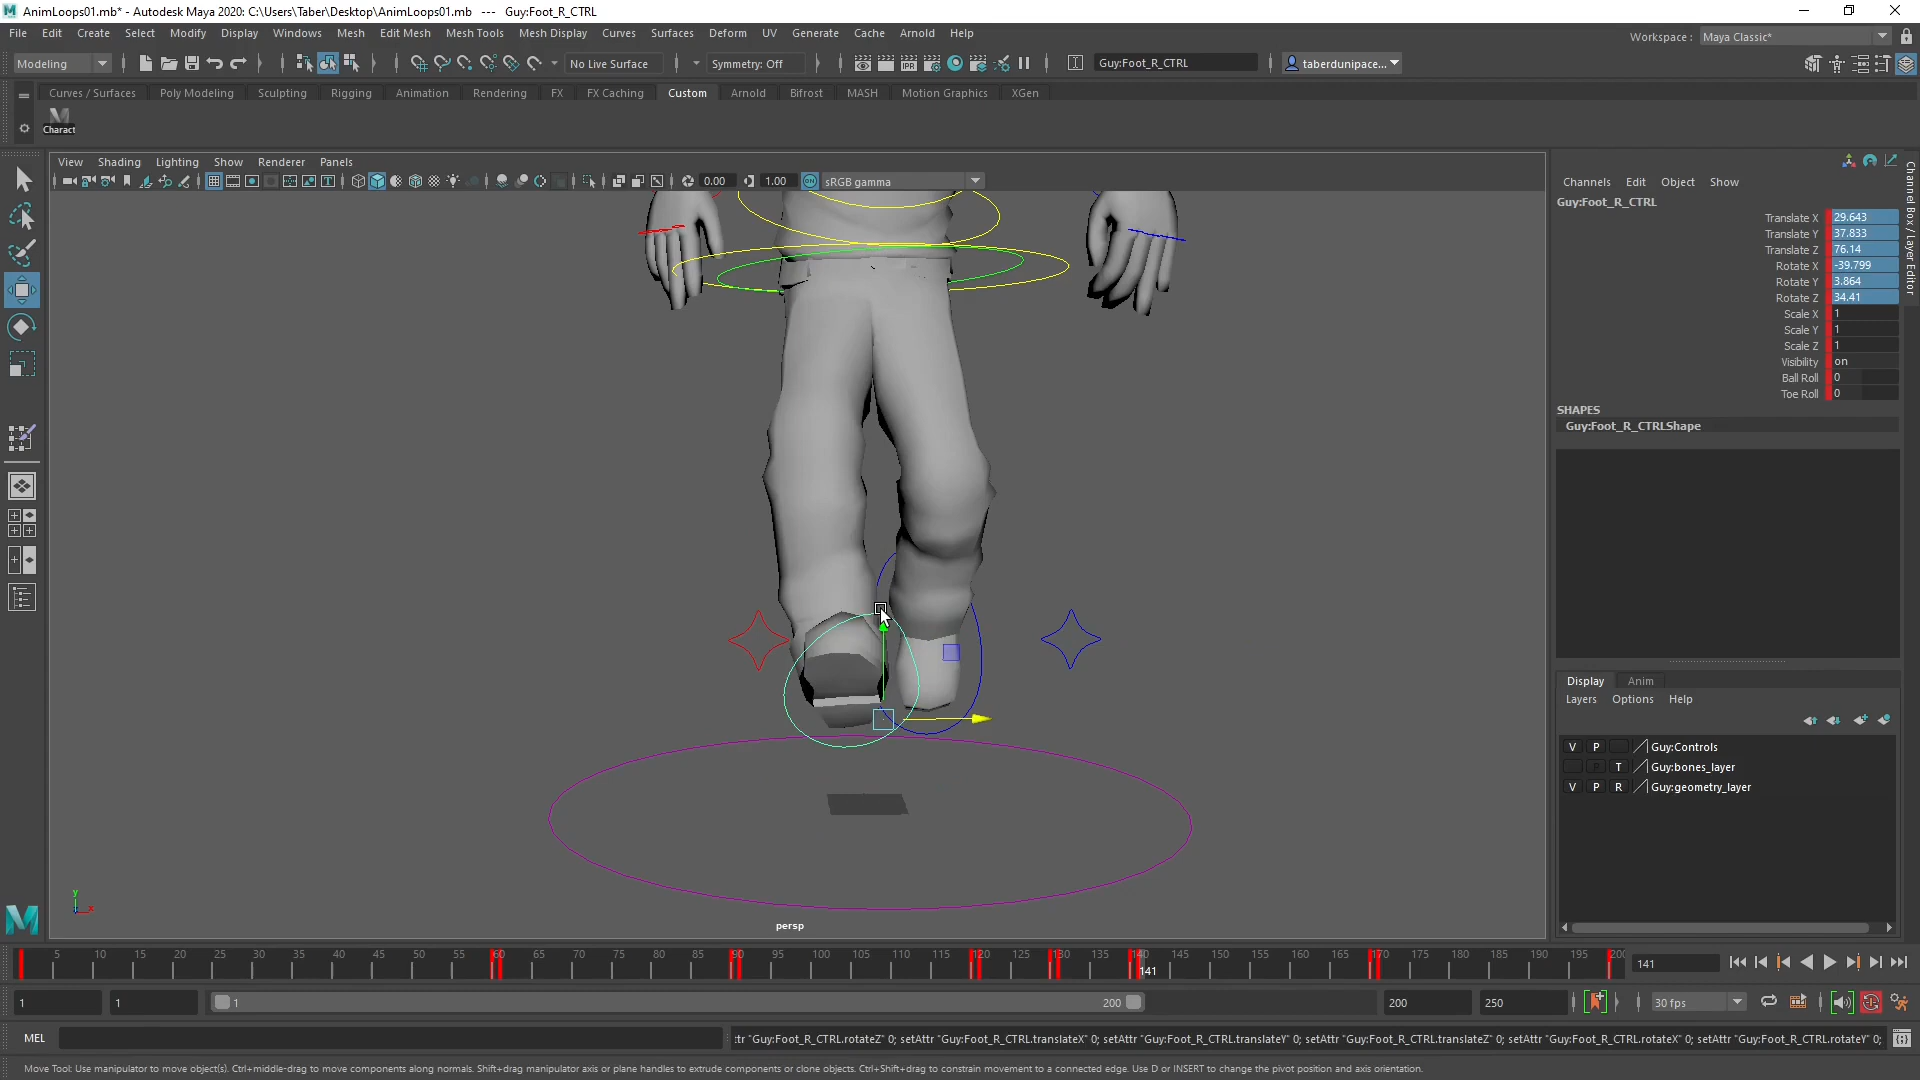 AnimLoops01.mb* - Autodesk Maya 2020: C:\Users\Taber\Desktop\AnimLoops01.mb --- Guy:Foot_R_CTRL
File Edit Create Select Modify Display Windows Mesh Edit Mesh Mesh Tools Mesh Display Curves Surfaces Deform UV Generate Cache Arnold Help
Workspace : Maya Classic*
Modeling No Live Surface Symmetry: Off Guy:Foot_R_CTRL taberdunipace...
Curves / Surfaces Poly Modeling Sculpting Rigging Animation Rendering FX FX Caching Custom Arnold Bifrost MASH Motion Graphics XGen
Charact
View Shading Lighting Show Renderer Panels
0.00 1.00 ON sRGB gamma
Channels Edit Object Show
Guy:Foot_R_CTRL
Translate X 29.643
Translate Y 37.833
Translate Z 76.14
Rotate X -39.799
Rotate Y 3.864
Rotate Z 34.41
Scale X 1
Scale Y 1
Scale Z 1
Visibility on
Ball Roll 0
Toe Roll 0
SHAPES
Guy:Foot_R_CTRLShape
Channel Box / Layer Editor
Display Anim
Layers Options Help
V P Guy:Controls
P T Guy:bones_layer
V P R Guy:geometry_layer
y
x
persp
5 10 15 20 25 30 35 40 45 50 55 60 65 70 75 80 85 90 95 100 105 110 115 120 125 130 135 140 145 150 155 160 165 170 175 180 185 190 195 200
141
141
1 1 1 200 200 250 30 fps
MEL :tr "Guy:Foot_R_CTRL.rotateZ" 0; setAttr "Guy:Foot_R_CTRL.translateX" 0; setAttr "Guy:Foot_R_CTRL.translateY" 0; setAttr "Guy:Foot_R_CTRL.translateZ" 0; setAttr "Guy:Foot_R_CTRL.rotateX" 0; setAttr "Guy:Foot_R_CTRL.rotateY" 0;
Move Tool: Use manipulator to move object(s). Ctrl+middle-drag to move components along normals. Shift+drag manipulator axis or plane handles to extrude components or clone objects. Ctrl+Shift+drag to constrain movement to a connected edge. Use D or INSERT to change the pivot position and axis orientation.